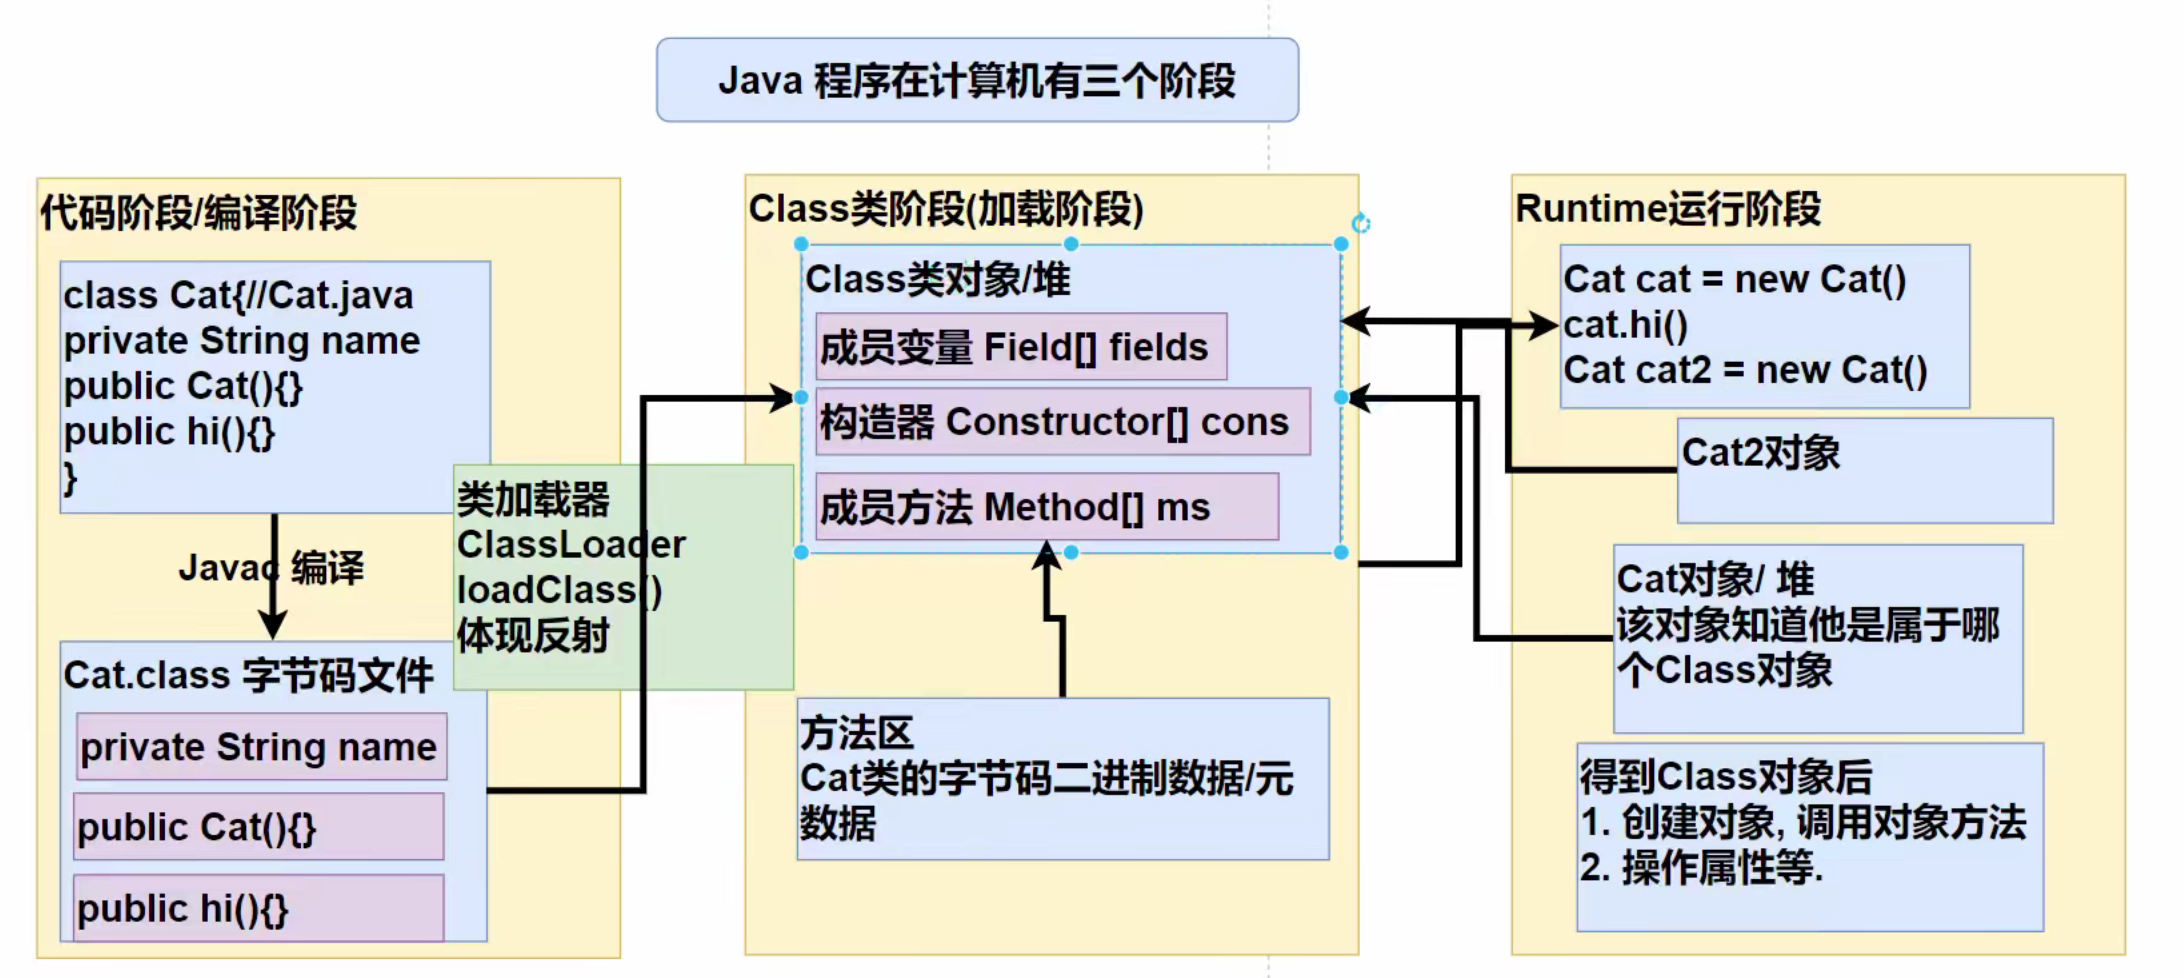 Java 程序在计算机有三个阶段
代码阶段/编译阶段
class Cat{//Cat.java
private String name
public Cat(){}
public hi(){}
}
Javac 编译
Cat.class 字节码文件
private String name
public Cat(){}
public hi(){}
类加载器
ClassLoader
loadClass()
体现反射
Class类阶段(加载阶段)
Class类对象/堆
成员变量 Field[] fields
构造器 Constructor[] cons
成员方法 Method[] ms
方法区
Cat类的字节码二进制数据/元
数据
Runtime运行阶段
Cat cat = new Cat()
cat.hi()
Cat cat2 = new Cat()
Cat2对象
Cat对象/ 堆
该对象知道他是属于哪
个Class对象
得到Class对象后
1. 创建对象, 调用对象方法
2. 操作属性等.